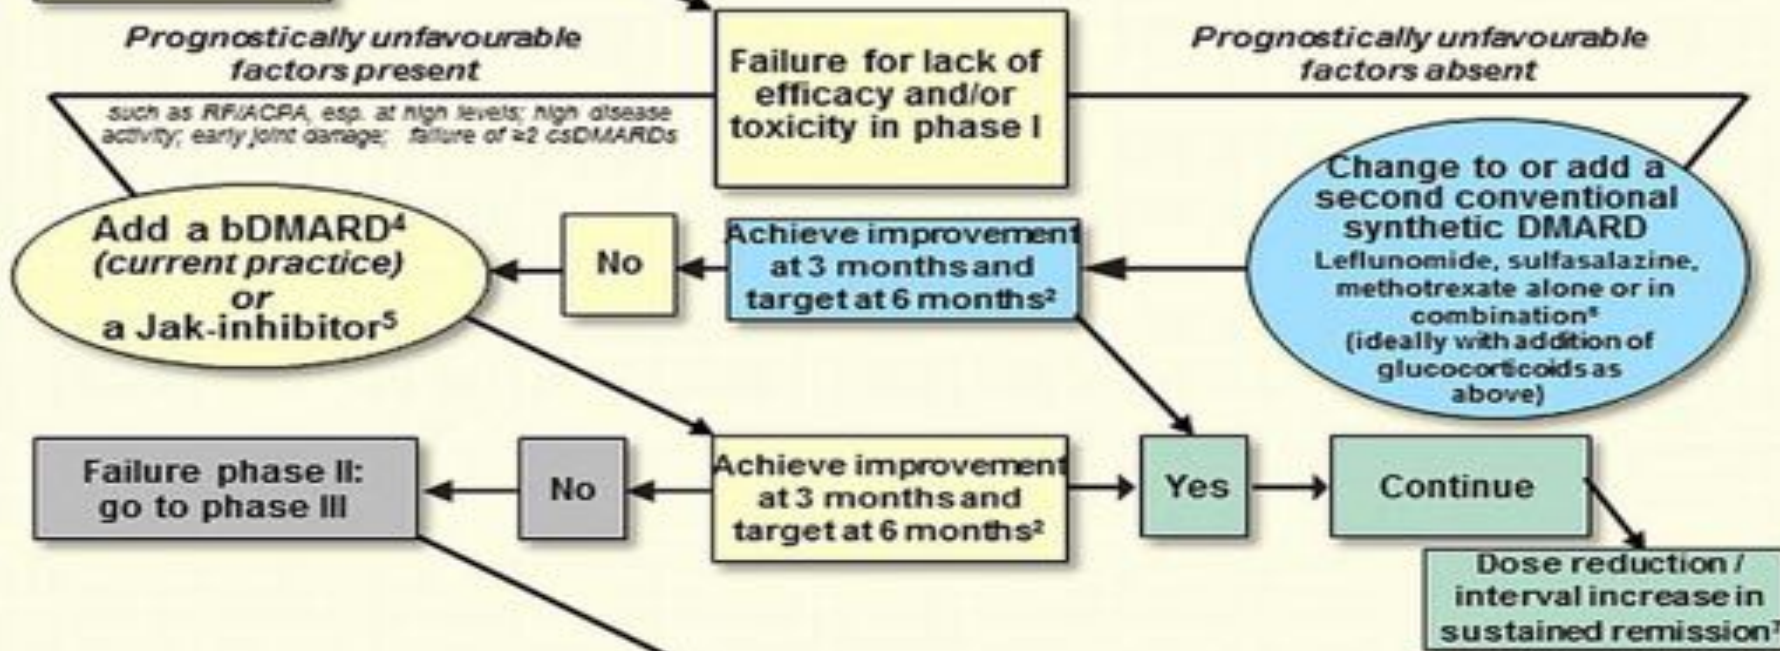 Prognostically unfavourable
factors present
such as RF/ACPA, esp. at high levels; high disease
activity; early joint damage; failure of ≥2 csDMARDs
Failure for lack of
efficacy and/or
toxicity in phase I
Prognostically unfavourable
factors absent
Change to or add a
second conventional
synthetic DMARD
Leflunomide, sulfasalazine,
methotrexate alone or in
combination*
(ideally with addition of
glucocorticoids as
above)
Achieve improvement
at 3 months and
target at 6 months²
No
Add a bDMARD⁴
(current practice)
or
a Jak-inhibitor⁵
Failure phase II:
go to phase III
No
Achieve improvement
at 3 months and
target at 6 months²
Yes
Continue
Dose reduction /
interval increase in
sustained remission